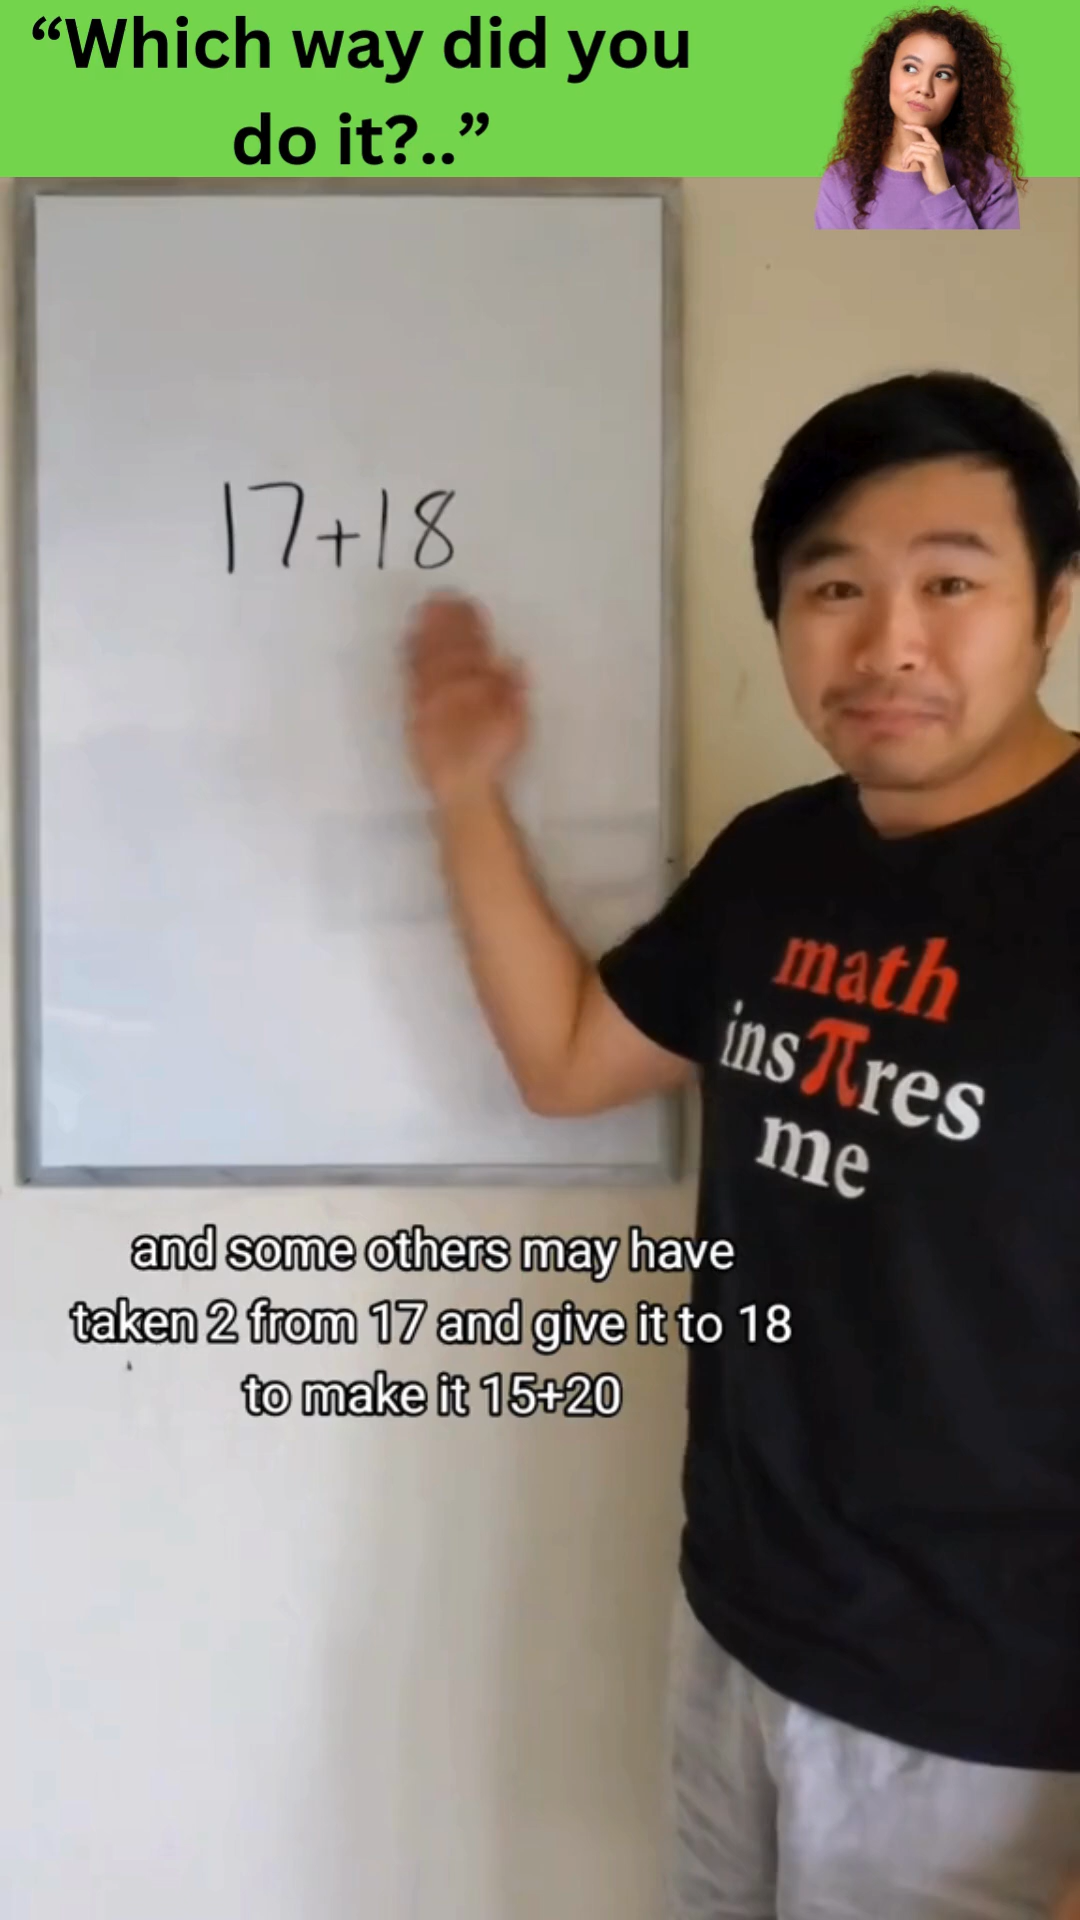 “Which way did you
do it?..”
17+18
math
insπres
me
and some others may have
taken 2 from 17 and give it to 18
to make it 15+20